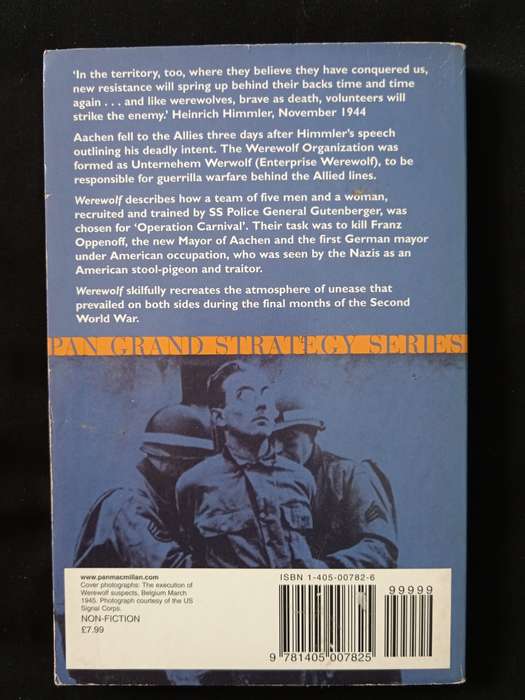 'In the territory, too, where they believe they have conquered us,
new resistance will spring up behind their backs time and time
again . . . and like werewolves, brave as death, volunteers will
strike the enemy.' Heinrich Himmler, November 1944
Aachen fell to the Allies three days after Himmler's speech
outlining his deadly intent. The Werewolf Organization was
formed as Unternehem Werwolf (Enterprise Werewolf), to be
responsible for guerrilla warfare behind the Allied lines.
Werewolf describes how a team of five men and a woman,
recruited and trained by SS Police General Gutenberger, was
chosen for 'Operation Carnival'. Their task was to kill Franz
Oppenoff, the new Mayor of Aachen and the first German mayor
under American occupation, who was seen by the Nazis as an
American stool-pigeon and traitor.
Werewolf skilfully recreates the atmosphere of unease that
prevailed on both sides during the final months of the Second
World War.
PAN GRAND STRATEGY SERIES
www.panmacmillan.com
Cover photographs: The execution of
Werewolf suspects, Belgium March
1945. Photograph courtesy of the US
Signal Corps.
NON-FICTION
£7.99
ISBN 1-405-00782-6
99999
9 781405 007825